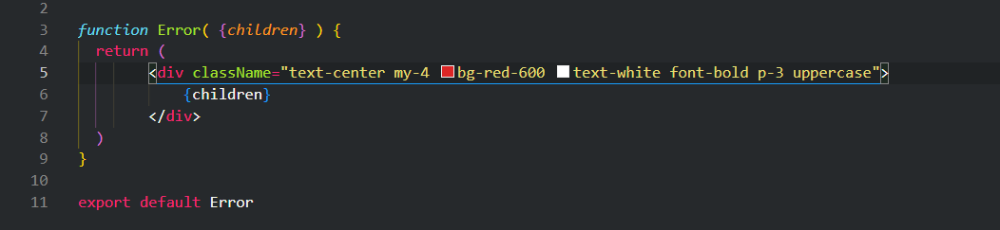 2
3 function Error( {children} ) {
4 return (
5 <div className="text-center my-4 bg-red-600 text-white font-bold p-3 uppercase">
6 {children}
7 </div>
8 )
9 }
10
11 export default Error